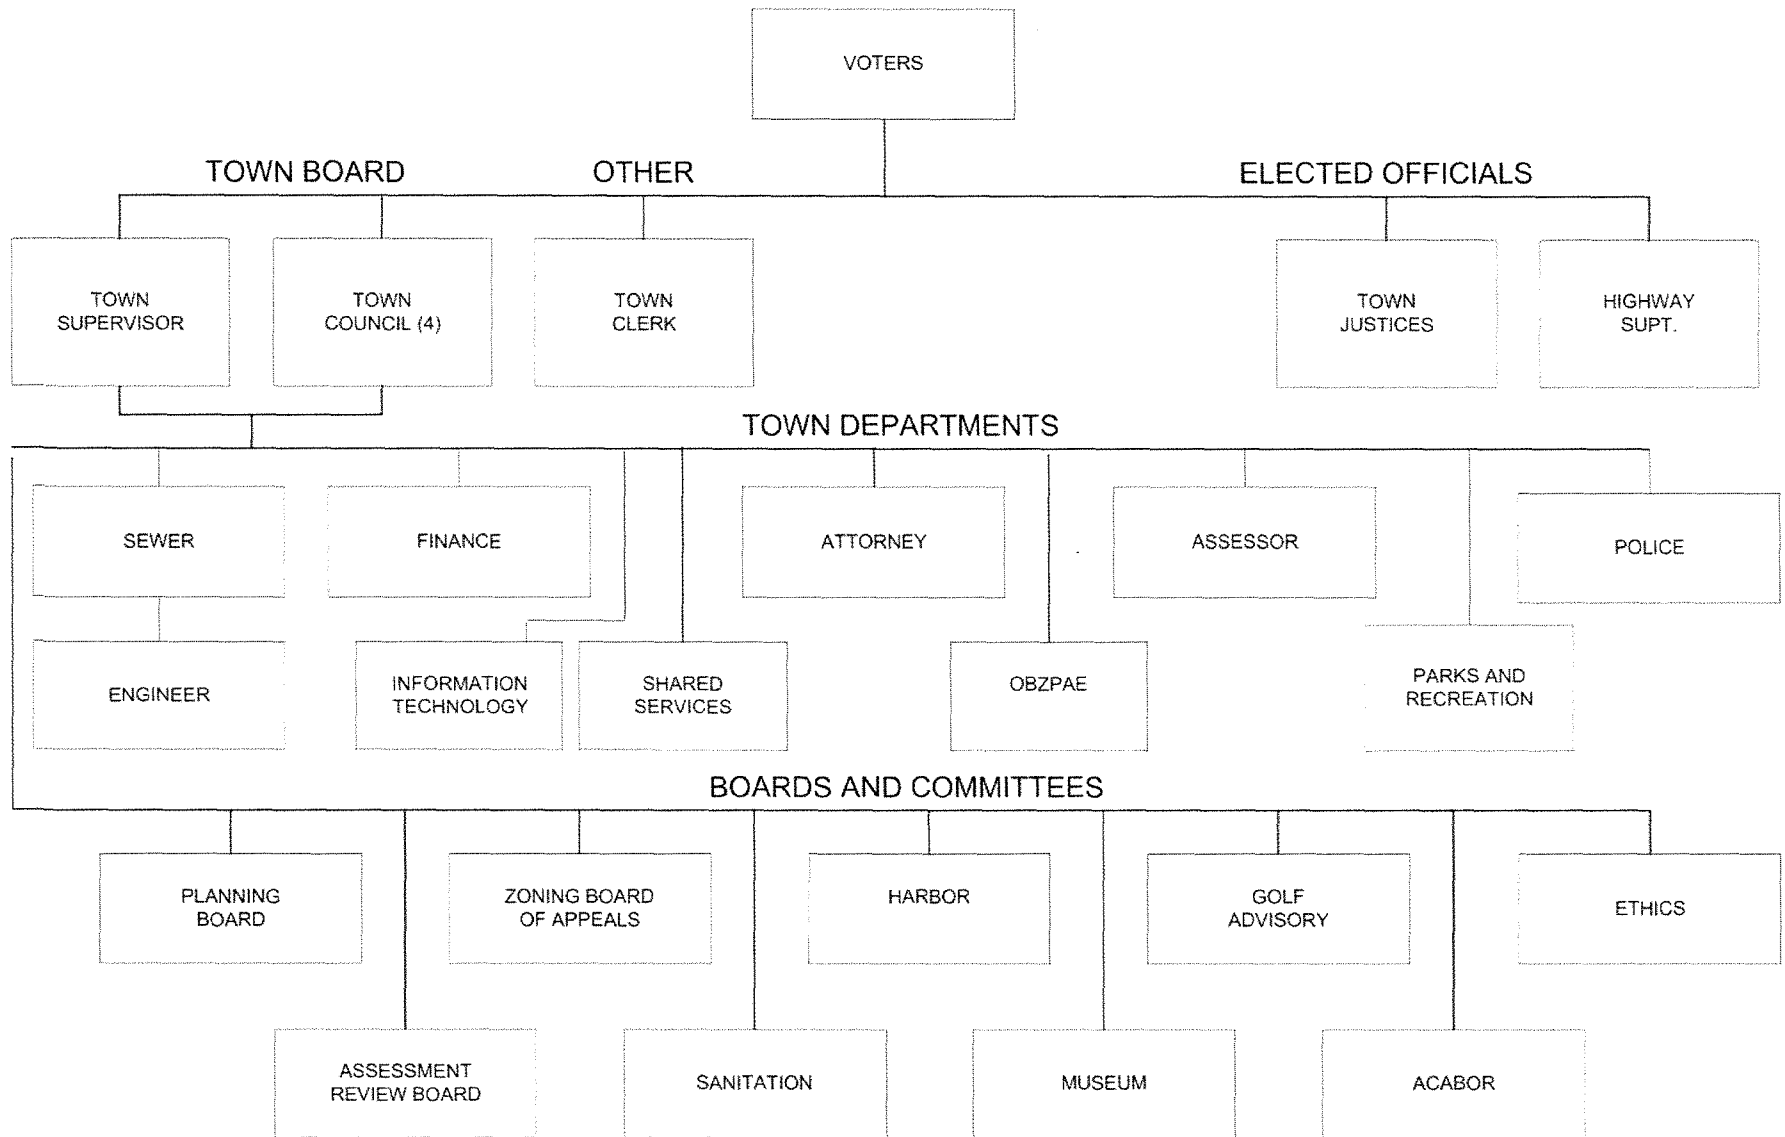 VOTERS
TOWN BOARD
OTHER
ELECTED OFFICIALS
TOWN
SUPERVISOR
TOWN
COUNCIL (4)
TOWN
CLERK
TOWN
JUSTICES
HIGHWAY
SUPT.
TOWN DEPARTMENTS
SEWER
FINANCE
ATTORNEY
ASSESSOR
POLICE
ENGINEER
INFORMATION
TECHNOLOGY
SHARED
SERVICES
OBZPAE
PARKS AND
RECREATION
BOARDS AND COMMITTEES
PLANNING
BOARD
ZONING BOARD
OF APPEALS
HARBOR
GOLF
ADVISORY
ETHICS
ASSESSMENT
REVIEW BOARD
SANITATION
MUSEUM
ACABOR